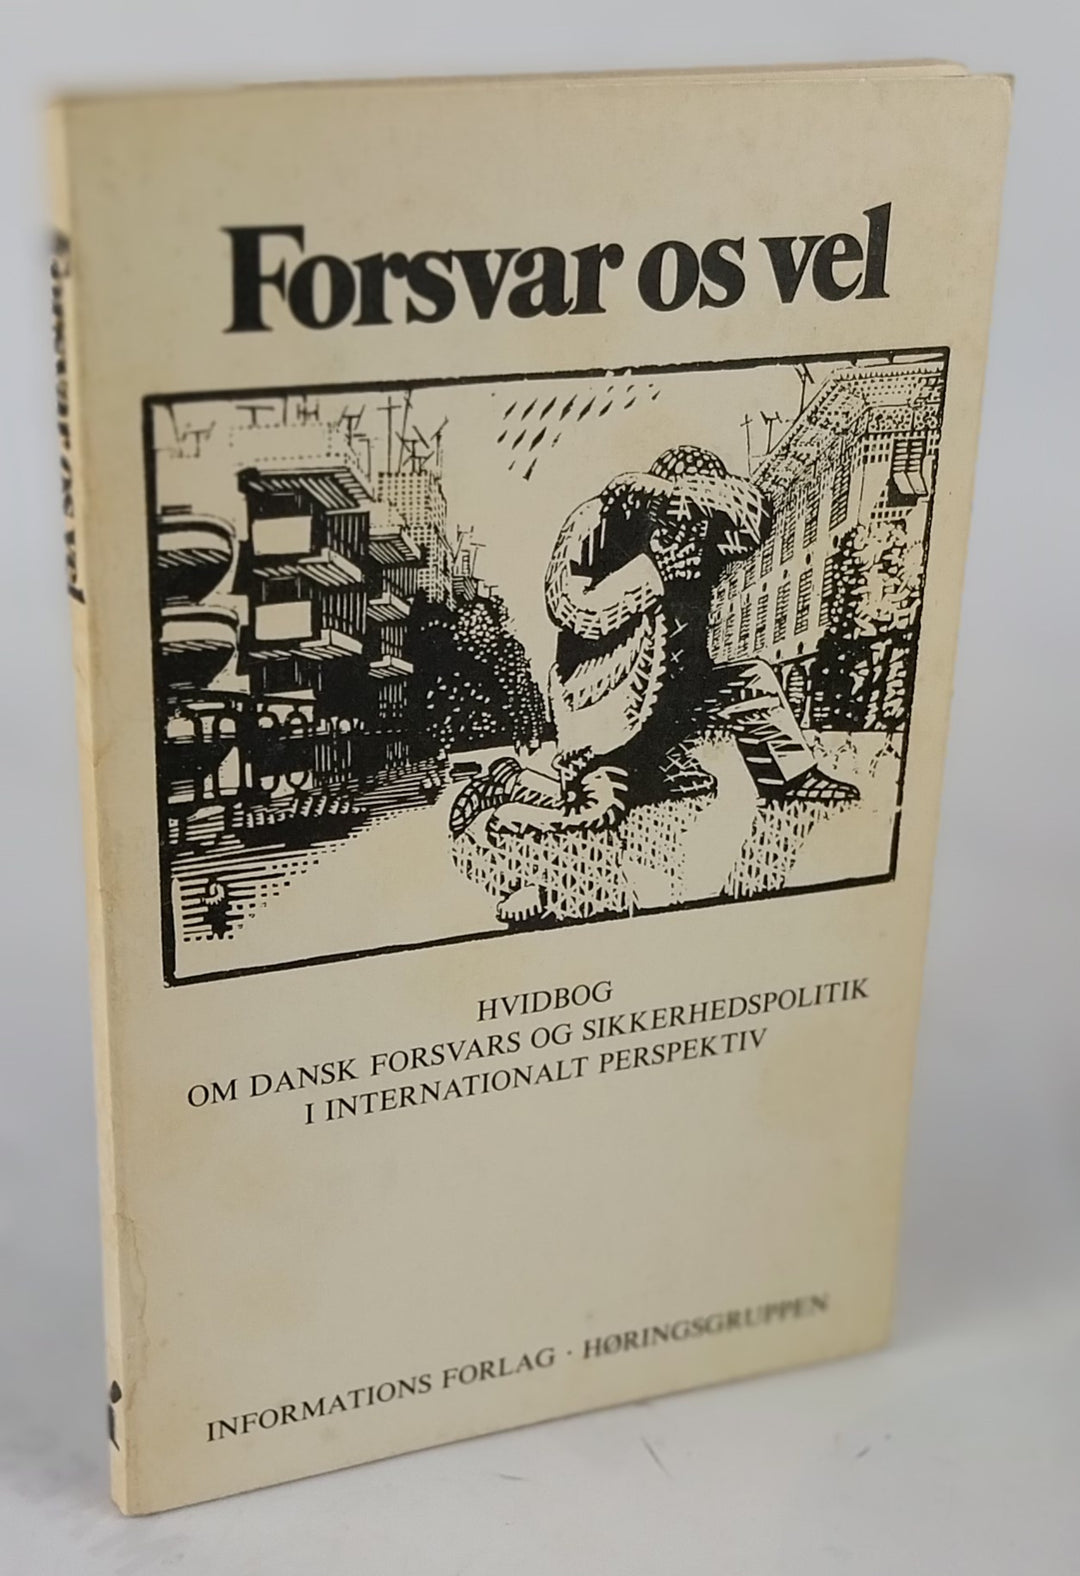 Forsvar os vel
HVIDBOG
OM DANSK FORSVARS OG SIKKERHEDSPOLITIK
I INTERNATIONALT PERSPEKTIV
INFORMATIONS FORLAG · HØRINGSGRUPPEN
Forsvar os vel
i